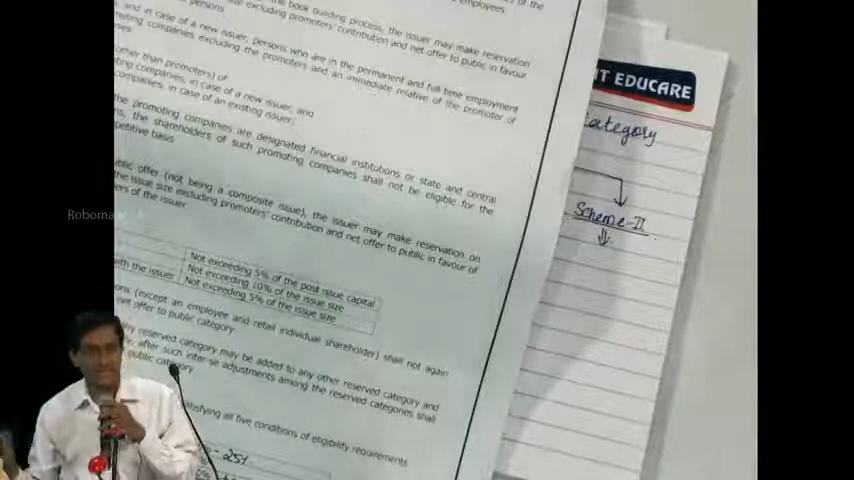 the book building process, the issuer may make reservation
size excluding promoters' contribution and net offer to public in favour
persons
and in case of a new issuer, persons who are in the permanent and full time employment
promoting companies excluding the promoters and an immediate relative of the promoter of
other than promoters) of
companies, in case of a new issuer, and
companies, in case of an existing issuer;
the promoting companies are designated financial institutions or state and central
the shareholders of such promoting companies shall not be eligible for the
basis
offer (not being a composite issue), the issuer may make reservation on
the issue size excluding promoters' contribution and net offer to public in favour of
of the issuer
Not exceeding 5% of the post issue capital
Not exceeding 10% of the issue size
with the issuer Not exceeding 5% of the issue size
(except an employee and retail individual shareholder) shall not again
net offer to public category.
reserved category may be added to any other reserved category and
after such inter-se adjustments among the reserved categories shall
public category.
satisfying all five conditions of eligibility requirements
25%
EDUCARE
Category
Scheme-II
Roboma